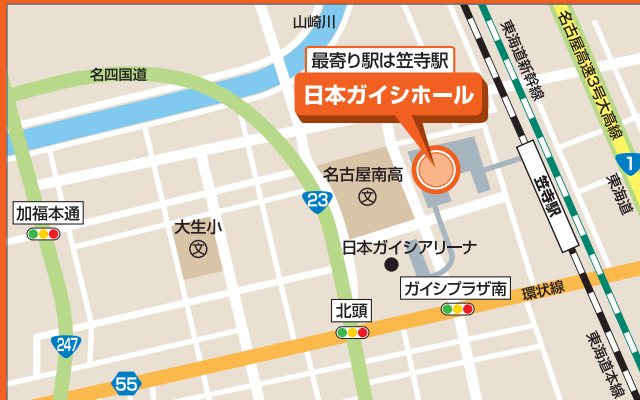 山崎川
東海道新幹線
名古屋高速3号大高線
最寄り駅は笠寺駅
日本ガイシホール
名四国道
名古屋南高
文
23
1
東海道
笠寺駅
加福本通
大生小
文
日本ガイシアリーナ
ガイシプラザ南
環状線
北頭
247
55
東海道本線